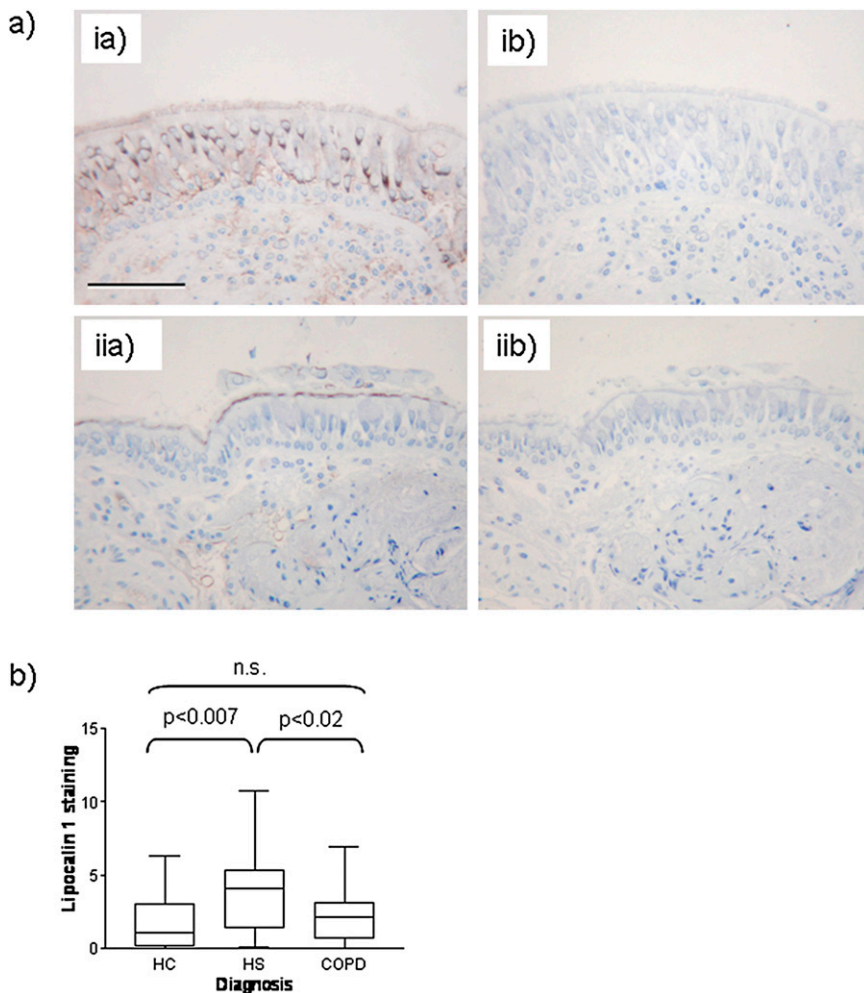 a)
ia)
ib)
iia)
iib)
b)
n.s.
p<0.007
p<0.02
15
10
5
0
Lipocalin 1 staining
HC
HS
COPD
Diagnosis